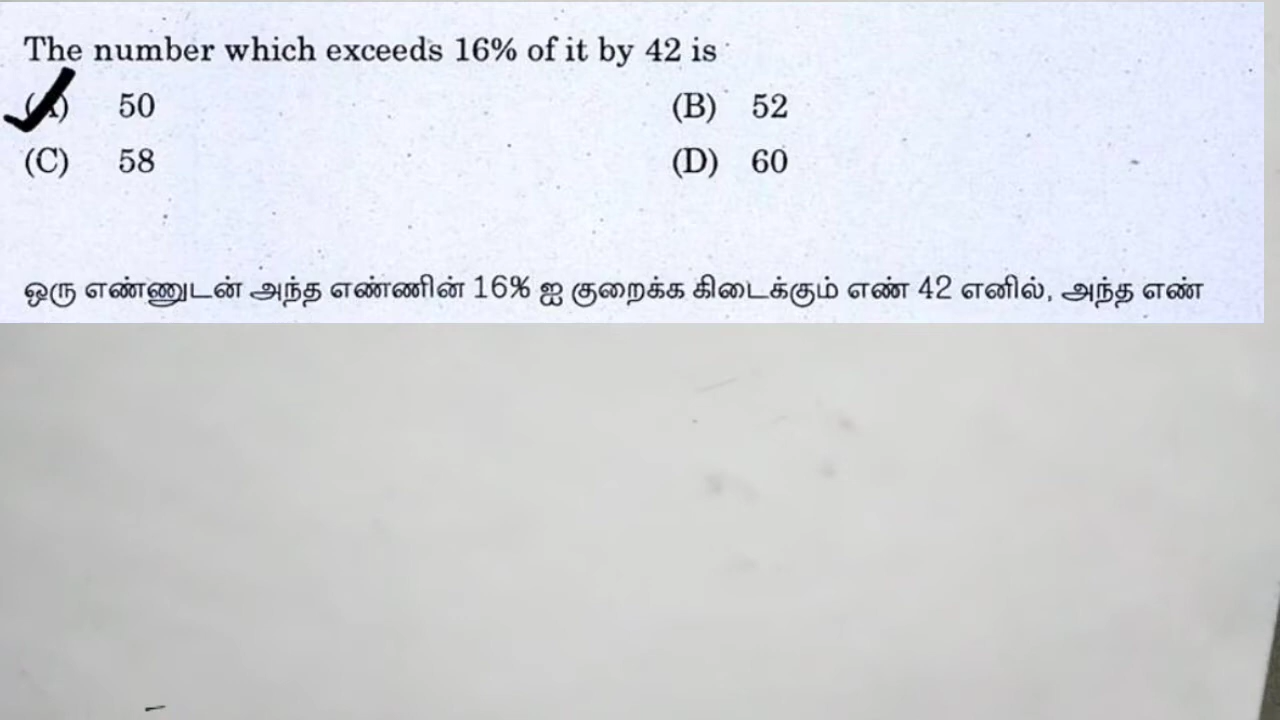 The number which exceeds 16% of it by 42 is
(A) 50 (B) 52
(C) 58 (D) 60
ஒரு எண்ணுடன் அந்த எண்ணின் 16% ஐ குறைக்க கிடைக்கும் எண் 42 எனில், அந்த எண்